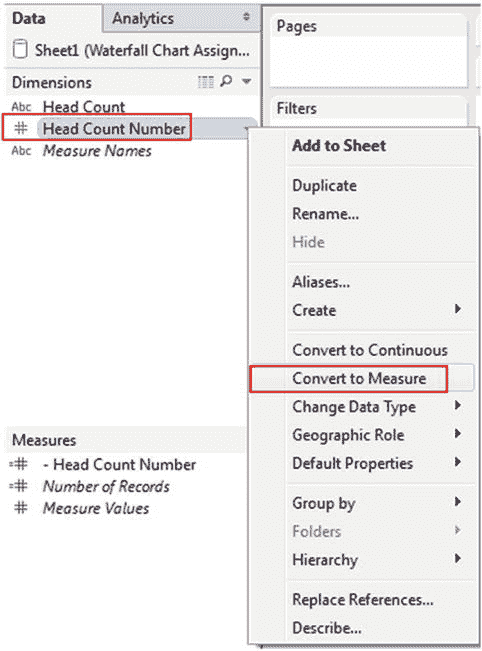 Data
Analytics
Sheet1 (Waterfall Chart Assign...
Dimensions
Abc Head Count
# Head Count Number
Abc Measure Names
Measures
=# - Head Count Number
=# Number of Records
# Measure Values
Pages
Filters
Add to Sheet
Duplicate
Rename...
Hide
Aliases...
Create
Convert to Continuous
Convert to Measure
Change Data Type
Geographic Role
Default Properties
Group by
Folders
Hierarchy
Replace References...
Describe...